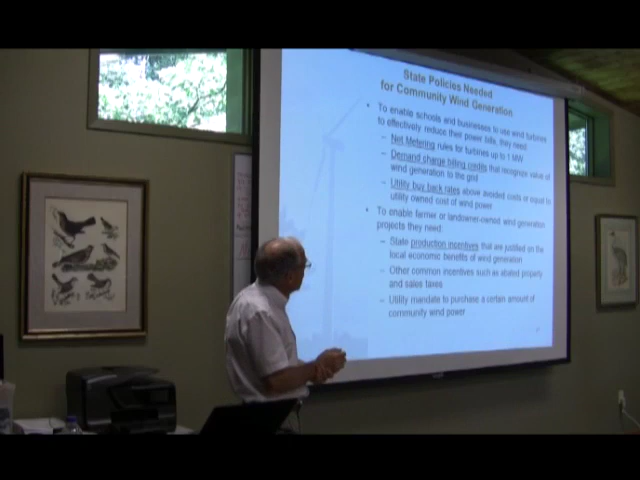 State Policies Needed
for Community Wind Generation
• To enable schools and businesses to use wind turbines
to effectively reduce their power bills, they need
– Net Metering rules for turbines up to 1 MW
– Demand charge billing credits that recognize value of
wind generation to the grid
– Utility buy back rates above avoided costs or equal to
utility owned cost of wind power
• To enable farmer or landowner-owned wind generation
projects they need:
– State production incentives that are justified on the
local economic benefits of wind generation
– Other common incentives such as abated property
and sales taxes
– Utility mandate to purchase a certain amount of
community wind power